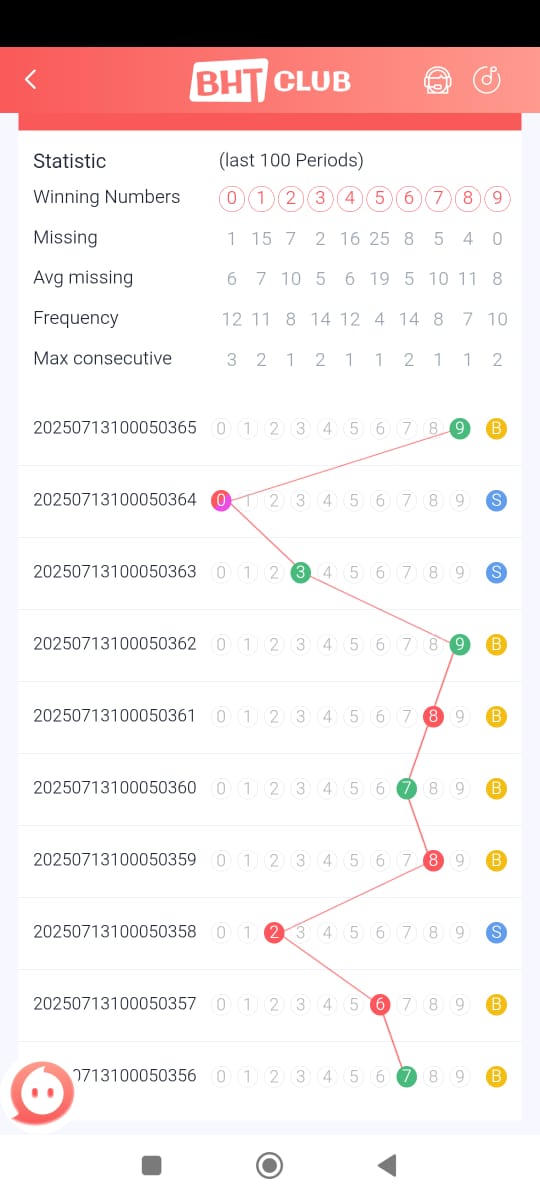 BHT CLUB
Statistic (last 100 Periods)
Winning Numbers 0 1 2 3 4 5 6 7 8 9
Missing 1 15 7 2 16 25 8 5 4 0
Avg missing 6 7 10 5 6 19 5 10 11 8
Frequency 12 11 8 14 12 4 14 8 7 10
Max consecutive 3 2 1 2 1 1 2 1 1 2
20250713100050365 0 1 2 3 4 5 6 7 8 9 B
20250713100050364 0 1 2 3 4 5 6 7 8 9 S
20250713100050363 0 1 2 3 4 5 6 7 8 9 S
20250713100050362 0 1 2 3 4 5 6 7 8 9 B
20250713100050361 0 1 2 3 4 5 6 7 8 9 B
20250713100050360 0 1 2 3 4 5 6 7 8 9 B
20250713100050359 0 1 2 3 4 5 6 7 8 9 B
20250713100050358 0 1 2 3 4 5 6 7 8 9 S
20250713100050357 0 1 2 3 4 5 6 7 8 9 B
0713100050356 0 1 2 3 4 5 6 7 8 9 B